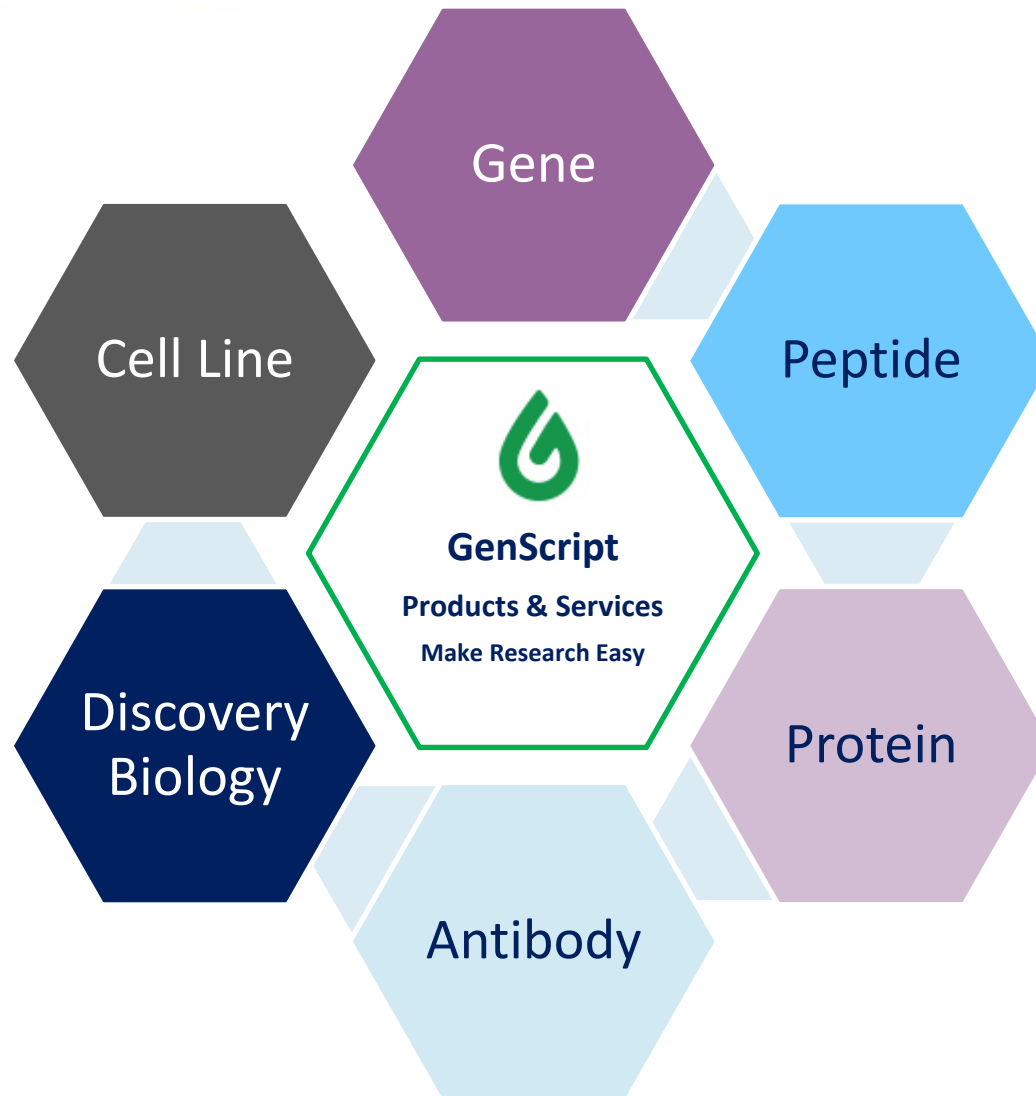 Gene
Peptide
Protein
Antibody
Discovery
Biology
Cell Line
GenScript
Products & Services
Make Research Easy